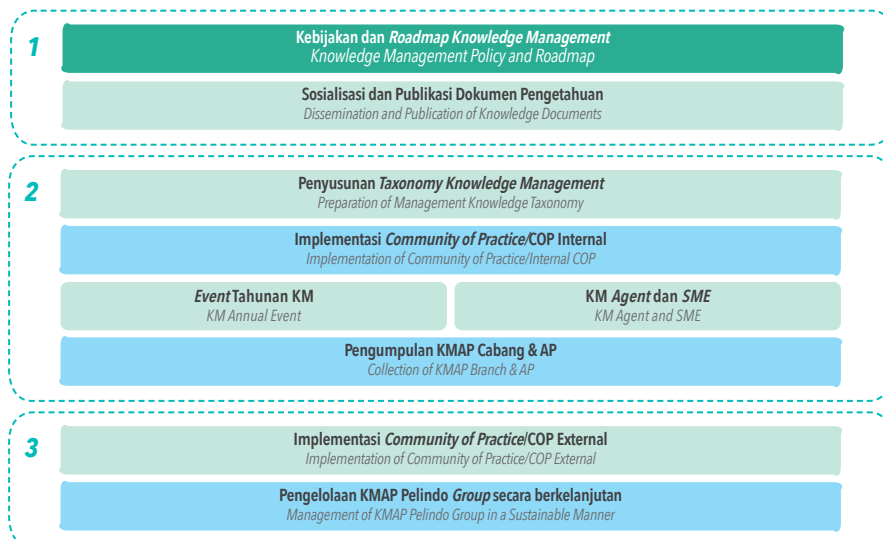 1
Kebijakan dan Roadmap Knowledge Management
Knowledge Management Policy and Roadmap
Sosialisasi dan Publikasi Dokumen Pengetahuan
Dissemination and Publication of Knowledge Documents
2
Penyusunan Taxonomy Knowledge Management
Preparation of Management Knowledge Taxonomy
Implementasi Community of Practice/COP Internal
Implementation of Community of Practice/Internal COP
Event Tahunan KM
KM Annual Event
KM Agent dan SME
KM Agent and SME
Pengumpulan KMAP Cabang & AP
Collection of KMAP Branch & AP
3
Implementasi Community of Practice/COP External
Implementation of Community of Practice/COP External
Pengelolaan KMAP Pelindo Group secara berkelanjutan
Management of KMAP Pelindo Group in a Sustainable Manner